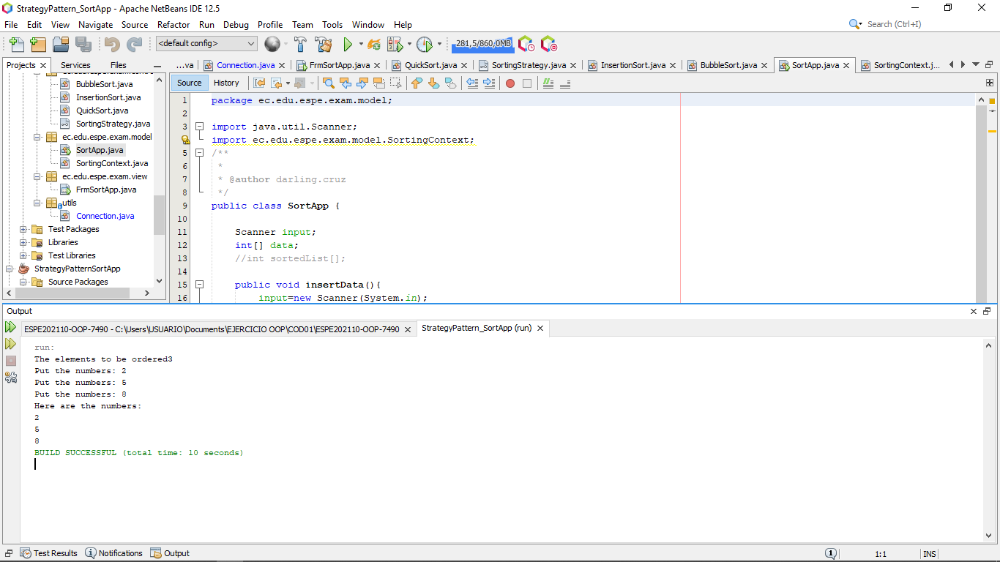 StrategyPattern_SortApp - Apache NetBeans IDE 12.5
File Edit View Navigate Source Refactor Run Debug Profile Team Tools Window Help
Search (Ctrl+I)
<default config>
281,5/860,0MB
Projects Services Files
...va Connection.java FrmSortApp.java QuickSort.java SortingStrategy.java InsertionSort.java BubbleSort.java SortApp.java SortingContext.j...
Source History
BubbleSort.java
InsertionSort.java
QuickSort.java
SortingStrategy.java
ec.edu.espe.exam.model
SortApp.java
SortingContext.java
ec.edu.espe.exam.view
FrmSortApp.java
utils
Connection.java
Test Packages
Libraries
Test Libraries
StrategyPatternSortApp
Source Packages
1 package ec.edu.espe.exam.model;
2
3 import java.util.Scanner;
import ec.edu.espe.exam.model.SortingContext;
5 /**
6 *
7 * @author darling.cruz
8 */
9 public class SortApp {
10
11 Scanner input;
12 int[] data;
13 //int sortedList[];
14
15 public void insertData(){
16 input=new Scanner(System.in);
Output
ESPE202110-OOP-7490 - C:\Users\USUARIO\Documents\EJERCICIO OOP\COD01\ESPE202110-OOP-7490 StrategyPattern_SortApp (run)
run:
The elements to be ordered3
Put the numbers: 2
Put the numbers: 5
Put the numbers: 8
Here are the numbers:
2
5
8
BUILD SUCCESSFUL (total time: 10 seconds)
Test Results Notifications Output
1 1:1 INS